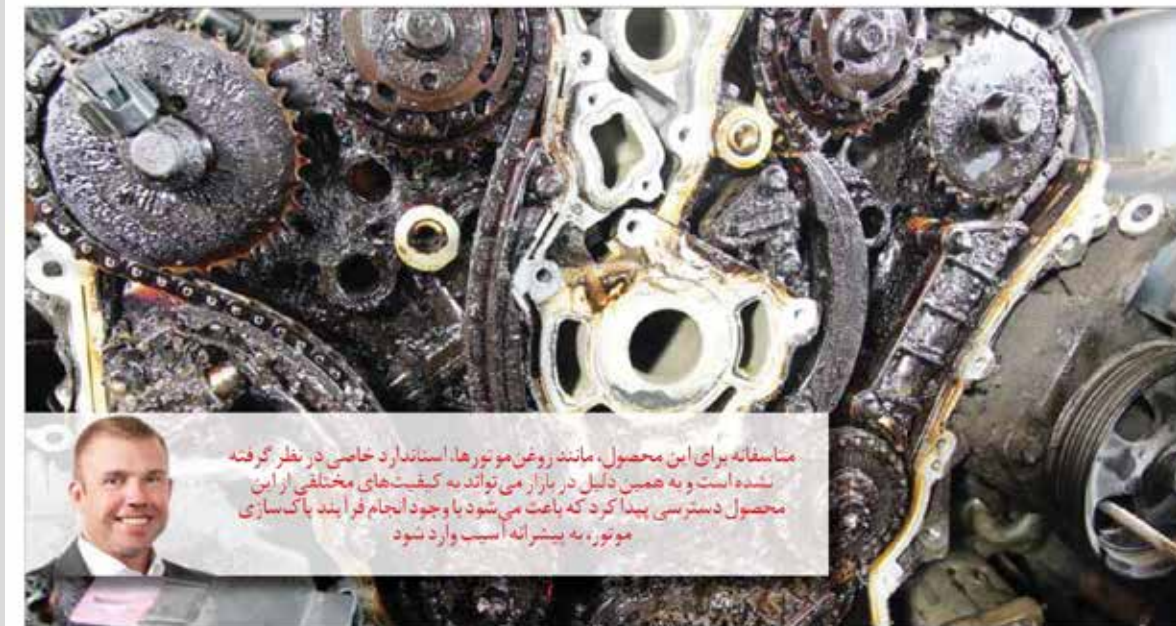 متاسفانه برای این محصول، مانند روغن‌موتورها، استاندارد خاصی در نظر گرفته
نشده است و به همین دلیل در بازار می‌تواند به کیفیت‌های مختلفی از این
محصول دسترسی پیدا کرد که باعث می‌شود با وجود انجام فرآیند پاک‌سازی
موتور، به پیشرانه آسیب وارد شود